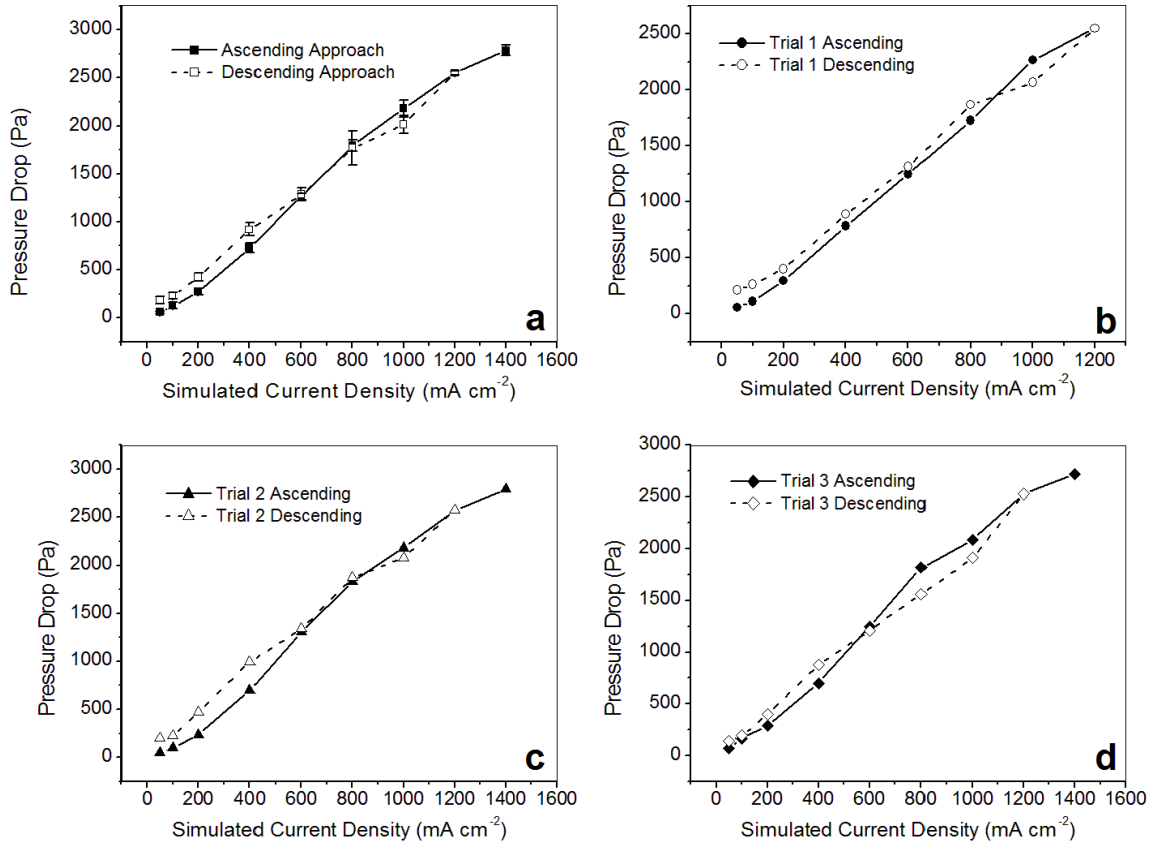 3000
2500
2000
1500
1000
500
0
Pressure Drop (Pa)
Ascending Approach
Descending Approach
a
0 200 400 600 800 1000 1200 1400 1600
Simulated Current Density (mA cm-2)
2500
2000
1500
1000
500
0
Pressure Drop (Pa)
Trial 1 Ascending
Trial 1 Descending
b
0 200 400 600 800 1000 1200
Simulated Current Density (mA cm-2)
3000
2500
2000
1500
1000
500
0
Pressure Drop (Pa)
Trial 2 Ascending
Trial 2 Descending
c
0 200 400 600 800 1000 1200 1400 1600
Simulated Current Density (mA cm-2)
3000
2500
2000
1500
1000
500
0
Pressure Drop (Pa)
Trial 3 Ascending
Trial 3 Descending
d
0 200 400 600 800 1000 1200 1400 1600
Simulated Current Density (mA cm-2)